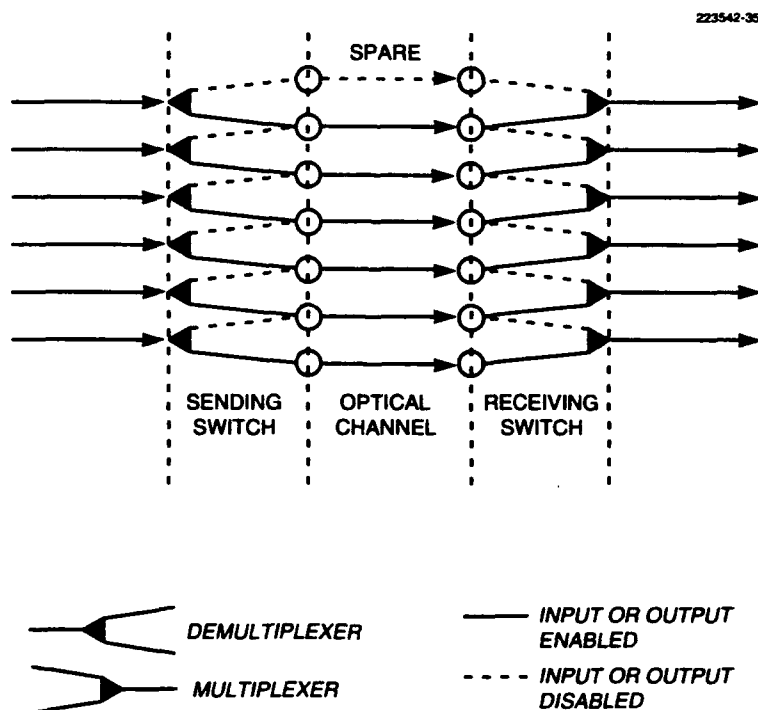 223542-35
SPARE
SENDING
SWITCH
OPTICAL
CHANNEL
RECEIVING
SWITCH
DEMULTIPLEXER
MULTIPLEXER
INPUT OR OUTPUT
ENABLED
INPUT OR OUTPUT
DISABLED